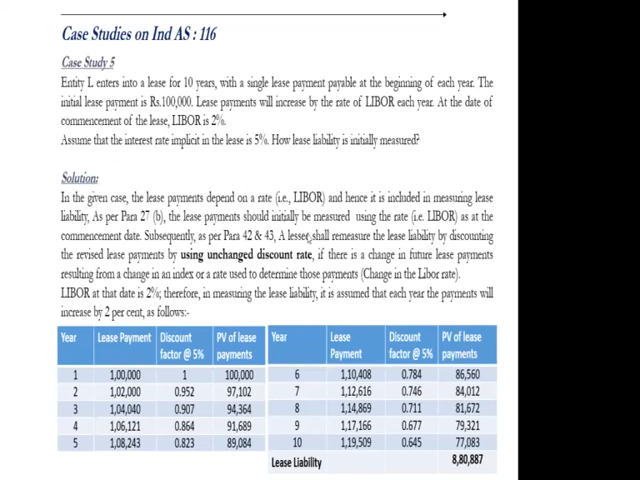 Case Studies on Ind AS : 116
Case Study 5
Entity L enters into a lease for 10 years, with a single lease payment payable at the beginning of each year. The
initial lease payment is Rs.100,000. Lease payments will increase by the rate of LIBOR each year. At the date of
commencement of the lease, LIBOR is 2%.
Assume that the interest rate implicit in the lease is 5%. How lease liability is initially measured?
Solution:
In the given case, the lease payments depend on a rate (i.e., LIBOR) and hence it is included in measuring lease
liability, As per Para 27 (b), the lease payments should initially be measured using the rate (i.e. LIBOR) as at the
commencement date. Subsequently, as per Para 42 & 43, A lessee shall remeasure the lease liability by discounting
the revised lease payments by using unchanged discount rate, if there is a change in future lease payments
resulting from a change in an index or a rate used to determine those payments (Change in the Libor rate).
LIBOR at that date is 2%; therefore, in measuring the lease liability, it is assumed that each year the payments will
increase by 2 per cent, as follows:-
Year Lease Payment Discount factor @ 5% PV of lease payments
1 1,00,000 1 100,000
2 1,02,000 0.952 97,102
3 1,04,040 0.907 94,364
4 1,06,121 0.864 91,689
5 1,08,243 0.823 89,084
Year Lease Payment Discount factor @ 5% PV of lease payments
6 1,10,408 0.784 86,560
7 1,12,616 0.746 84,012
8 1,14,869 0.711 81,672
9 1,17,166 0.677 79,321
10 1,19,509 0.645 77,083
Lease Liability 8,80,887